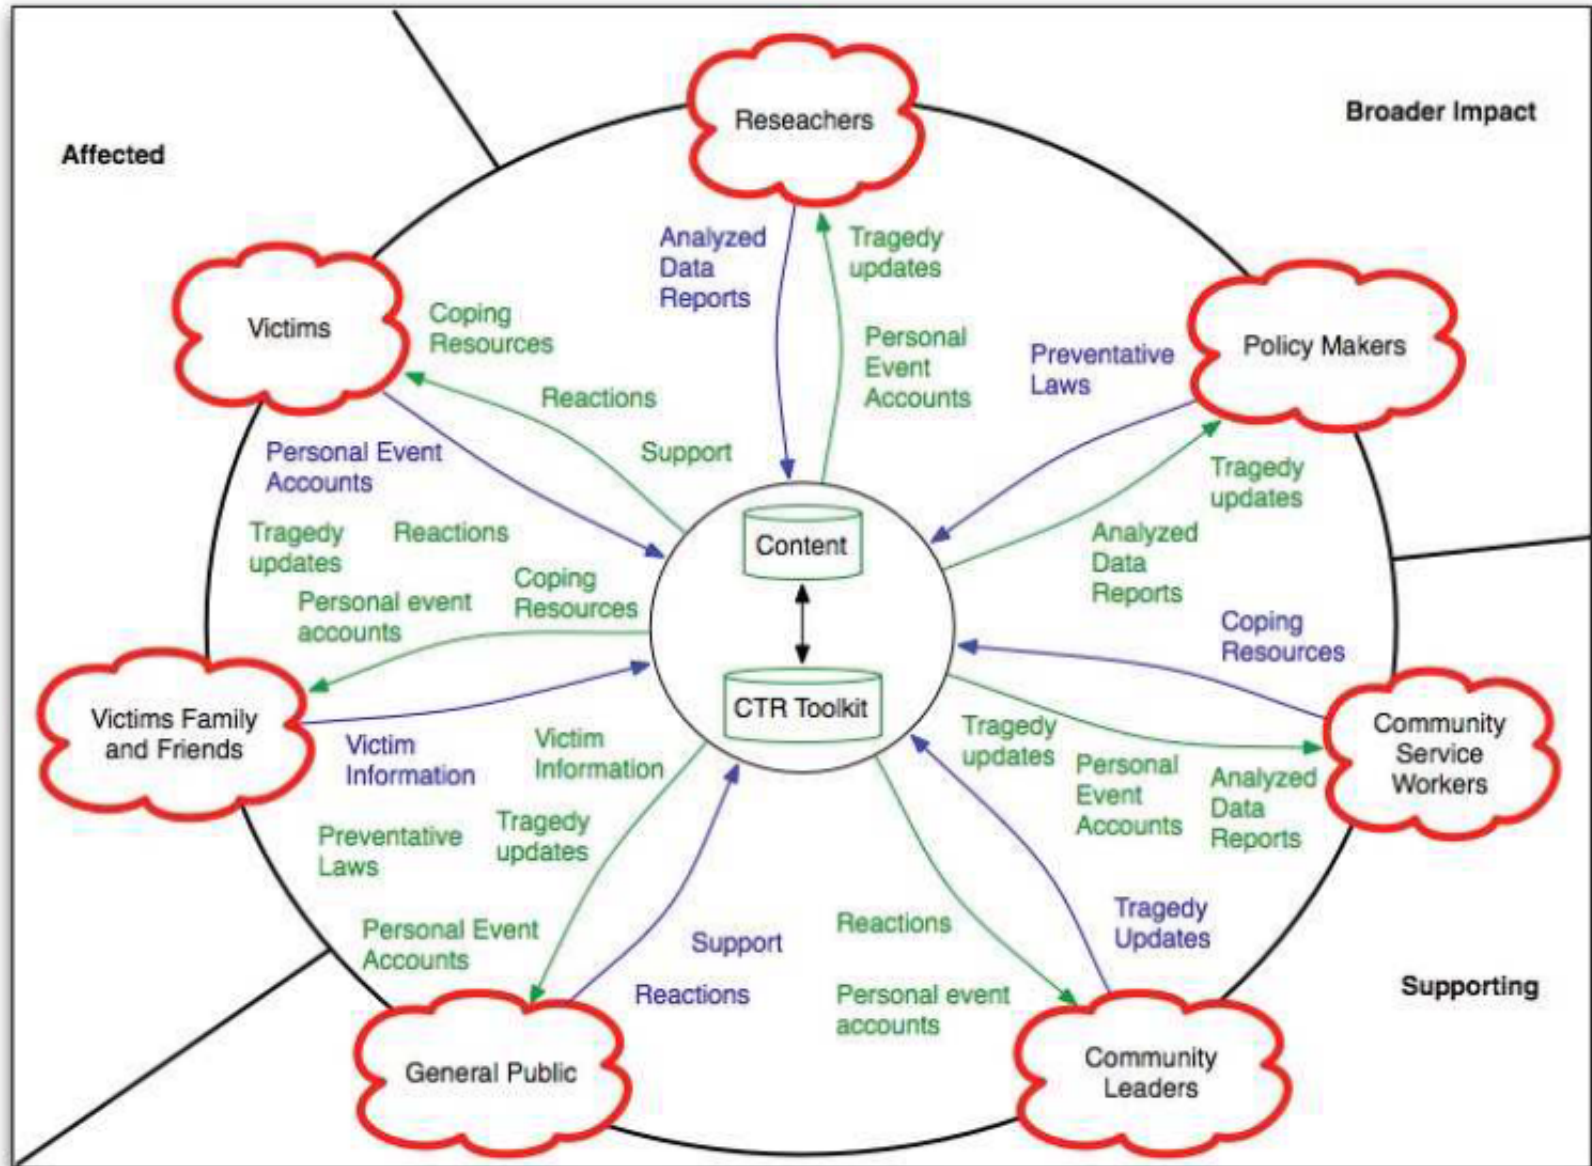 Reseachers
Broader Impact
Affected
Analyzed
Data
Reports
Tragedy
updates
Victims
Coping
Resources
Personal
Event
Accounts
Preventative
Laws
Policy Makers
Reactions
Support
Personal Event
Accounts
Tragedy
updates
Tragedy
updates
Reactions
Content
Analyzed
Data
Reports
Coping
Resources
Personal event
accounts
Coping
Resources
CTR Toolkit
Victims Family
and Friends
Community
Service
Workers
Victim
Information
Victim
Information
Tragedy
updates
Personal
Event
Accounts
Analyzed
Data
Reports
Preventative
Laws
Tragedy
updates
Personal Event
Accounts
Support
Reactions
Reactions
Tragedy
Updates
Personal event
accounts
Supporting
General Public
Community
Leaders